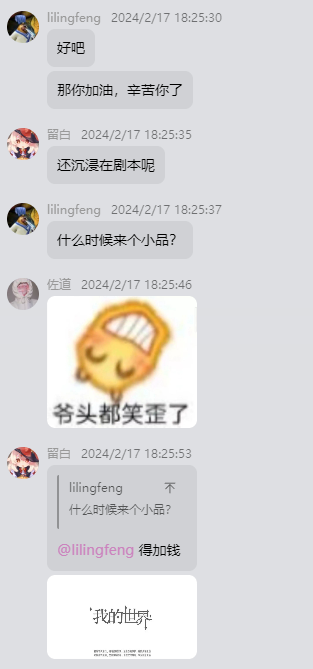 lilingfeng 2024/2/17 18:25:30
好吧
那你加油，辛苦你了
留白 2024/2/17 18:25:35
还沉浸在剧本呢
lilingfeng 2024/2/17 18:25:37
什么时候来个小品？
佐道 2024/2/17 18:25:46
爷头都笑歪了
留白 2024/2/17 18:25:53
lilingfeng 不
什么时候来个小品？
@lilingfeng 得加钱
我的世界